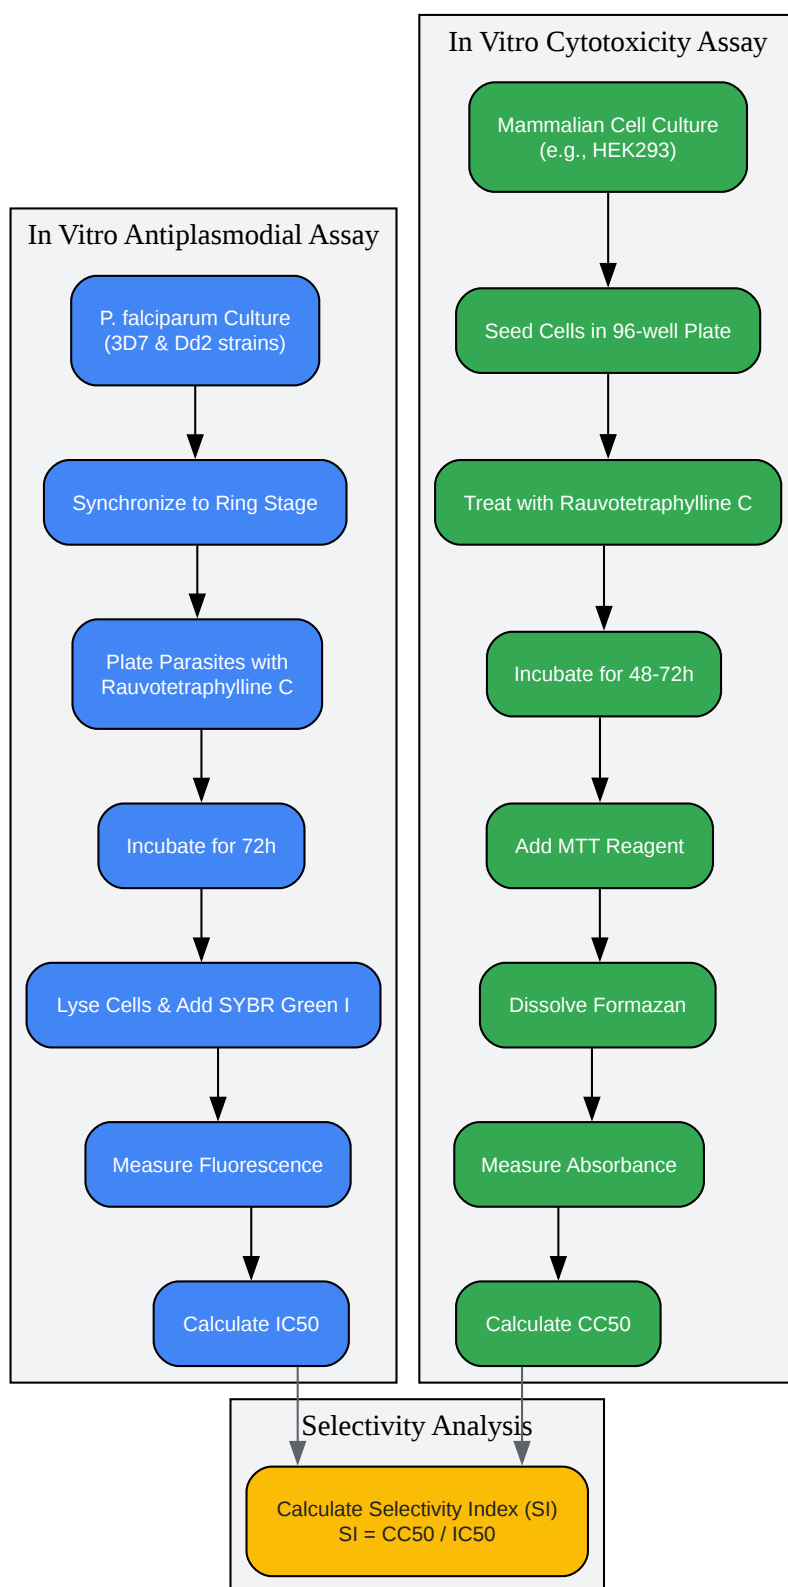 In Vitro Antiplasmodial Assay
P. falciparum Culture
(3D7 & Dd2 strains)
Synchronize to Ring Stage
Plate Parasites with
Rauvotetraphylline C
Incubate for 72h
Lyse Cells & Add SYBR Green I
Measure Fluorescence
Calculate IC50
In Vitro Cytotoxicity Assay
Mammalian Cell Culture
(e.g., HEK293)
Seed Cells in 96-well Plate
Treat with Rauvotetraphylline C
Incubate for 48-72h
Add MTT Reagent
Dissolve Formazan
Measure Absorbance
Calculate CC50
Selectivity Analysis
Calculate Selectivity Index (SI)
SI = CC50 / IC50